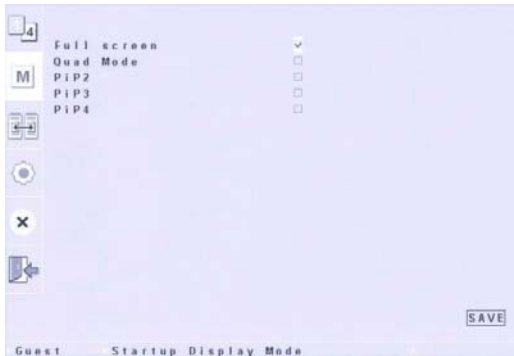 4
Full screen
Quad Mode
M
PiP2
PiP3
PiP4
SAVE
Guest Startup Display Mode